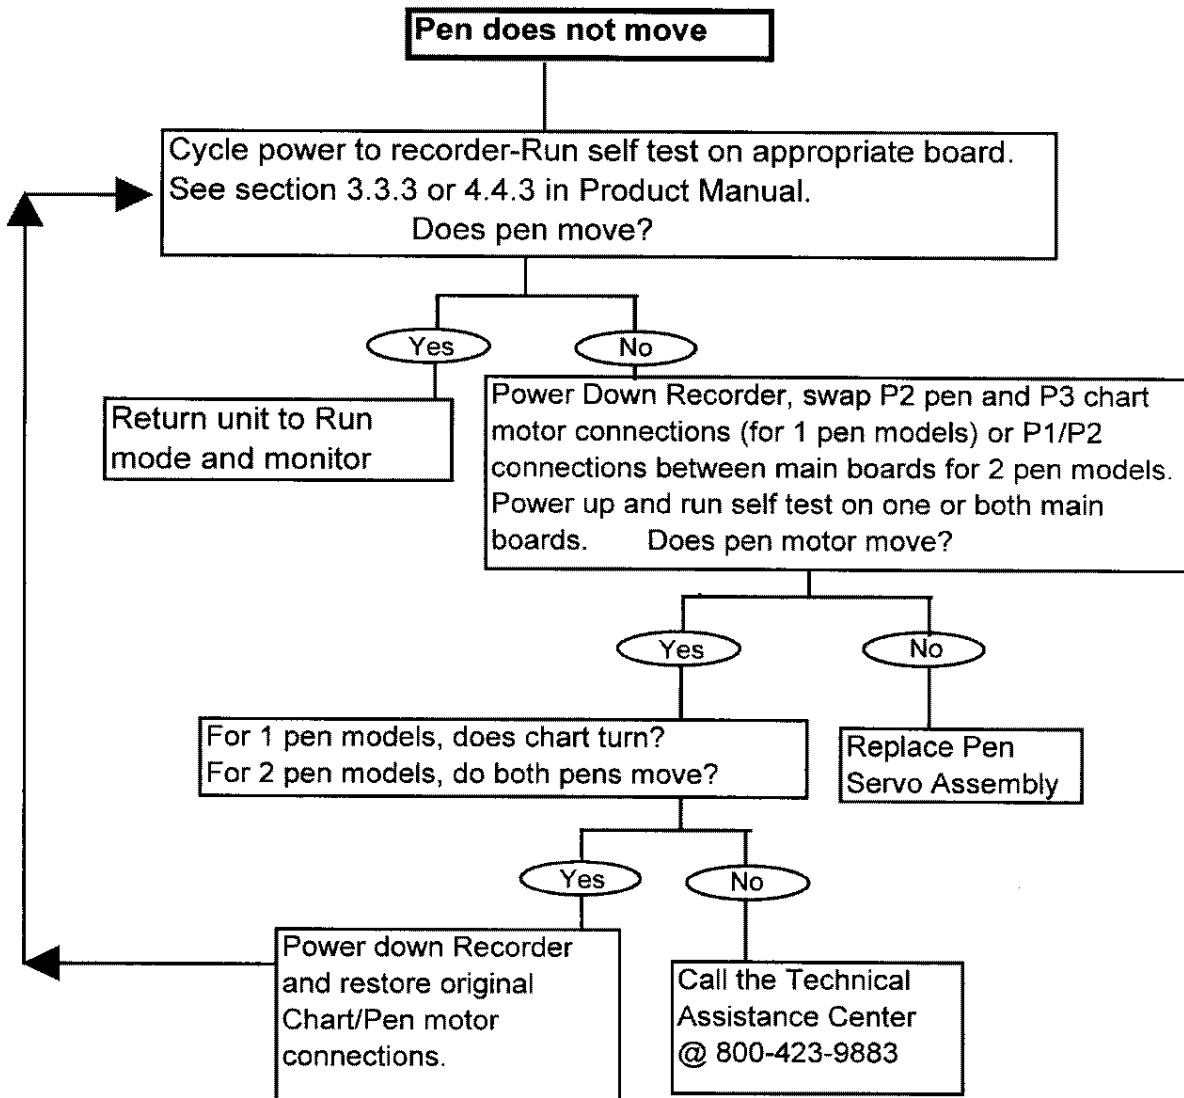 Pen does not move
Cycle power to recorder-Run self test on appropriate board.
See section 3.3.3 or 4.4.3 in Product Manual.
Does pen move?
Yes
No
Return unit to Run
mode and monitor
Power Down Recorder, swap P2 pen and P3 chart
motor connections (for 1 pen models) or P1/P2
connections between main boards for 2 pen models.
Power up and run self test on one or both main
boards. Does pen motor move?
Yes
No
For 1 pen models, does chart turn?
For 2 pen models, do both pens move?
Replace Pen
Servo Assembly
Yes
No
Power down Recorder
and restore original
Chart/Pen motor
connections.
Call the Technical
Assistance Center
@ 800-423-9883